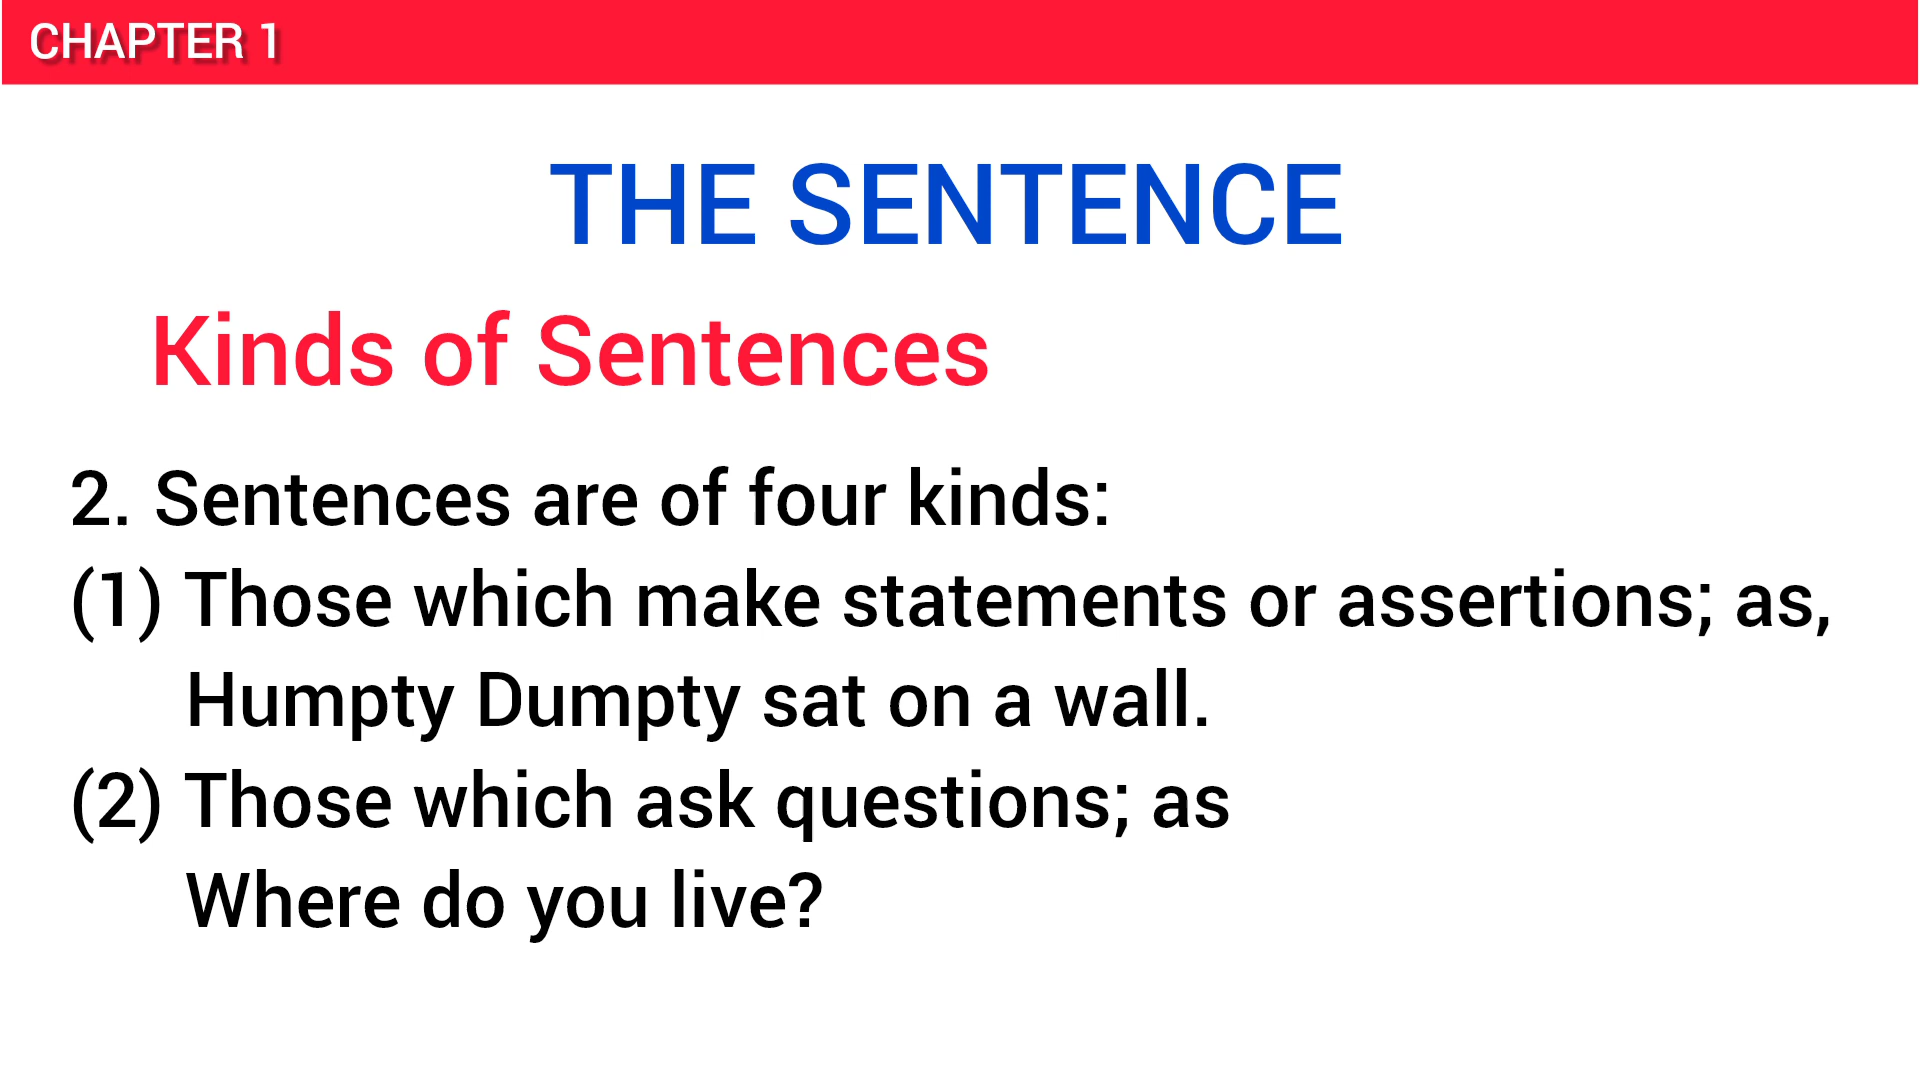 CHAPTER 1
THE SENTENCE
Kinds of Sentences
2. Sentences are of four kinds:
(1) Those which make statements or assertions; as,
Humpty Dumpty sat on a wall.
(2) Those which ask questions; as
Where do you live?